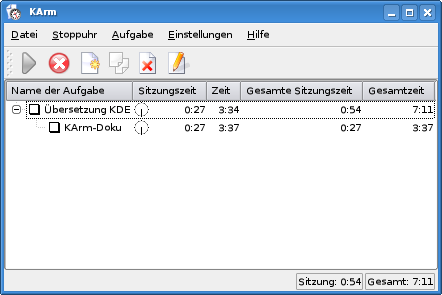 KArm
Datei Stoppuhr Aufgabe Einstellungen Hilfe
Name der Aufgabe Sitzungszeit Zeit Gesamte Sitzungszeit Gesamtzeit
Übersetzung KDE 0:27 3:34 0:54 7:11
KArm-Doku 0:27 3:37 0:27 3:37
Sitzung: 0:54 Gesamt: 7:11